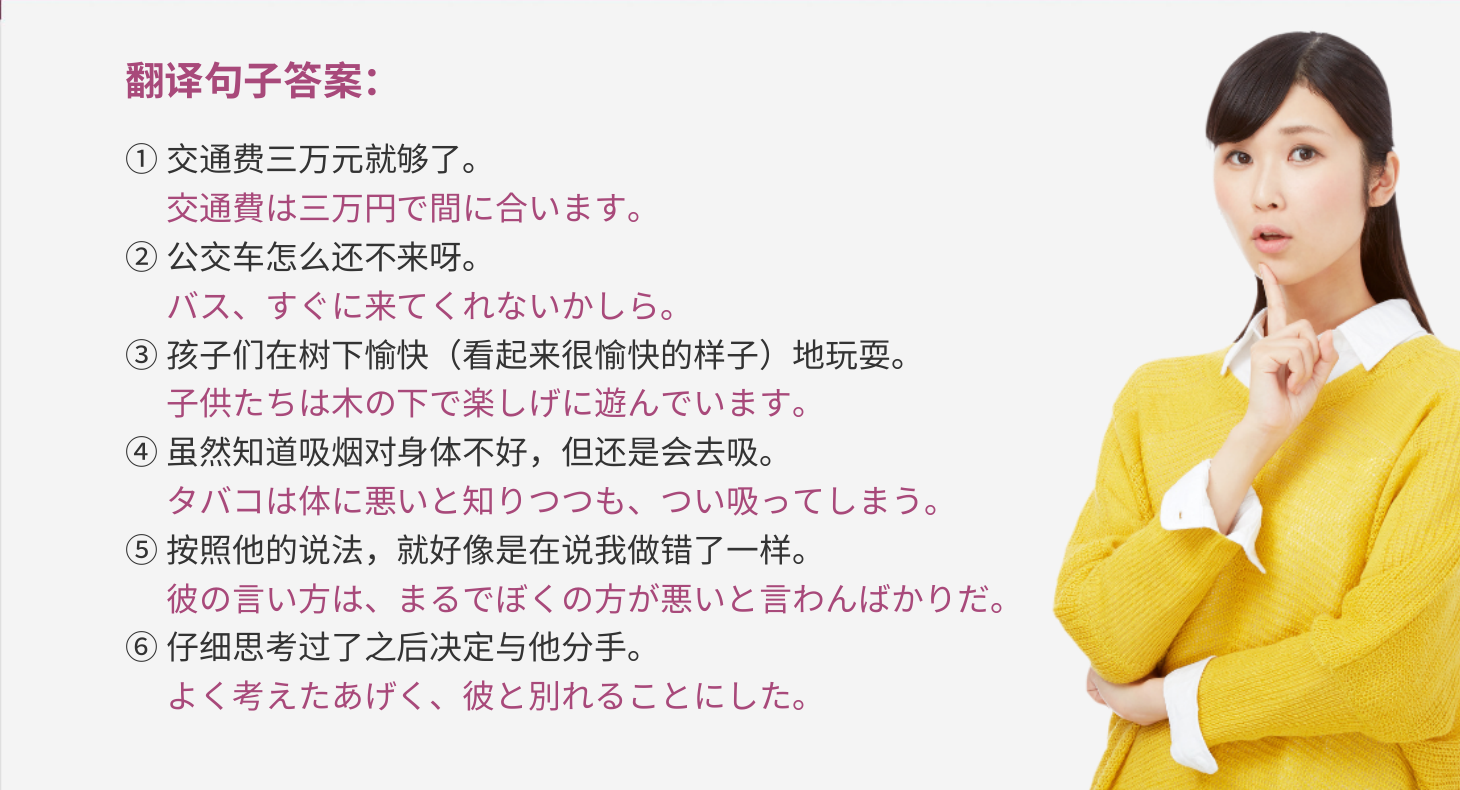 翻译句子答案：
① 交通费三万元就够了。
交通費は三万円で間に合います。
② 公交车怎么还不来呀。
バス、すぐに来てくれないかしら。
③ 孩子们在树下愉快（看起来很愉快的样子）地玩耍。
子供たちは木の下で楽しげに遊んでいます。
④ 虽然知道吸烟对身体不好，但还是会去吸。
タバコは体に悪いと知りつつも、つい吸ってしまう。
⑤ 按照他的说法，就好像是在说我做错了一样。
彼の言い方は、まるでぼくの方が悪いと言わんばかりだ。
⑥ 仔细思考过了之后决定与他分手。
よく考えたあげく、彼と別れることにした。